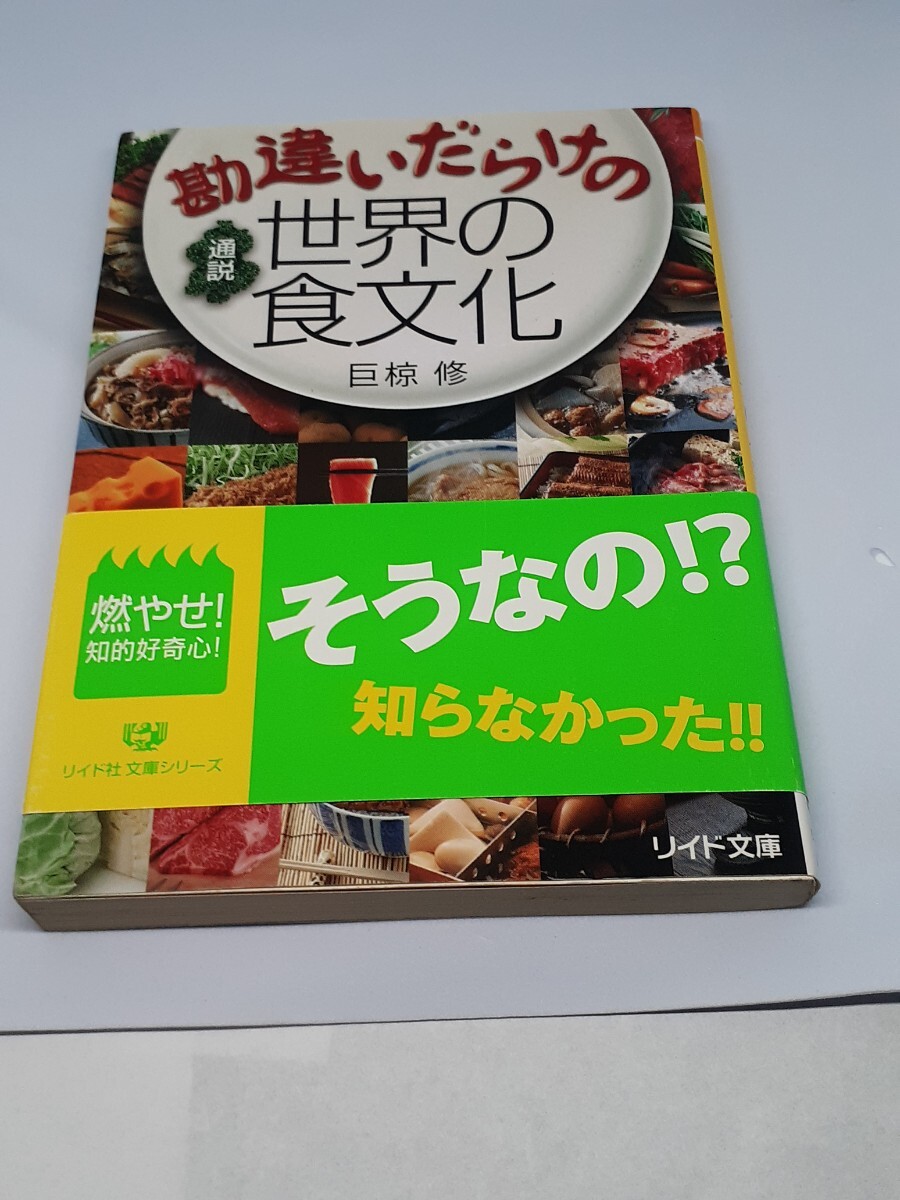 勘違いだらけの
通説
世界の
食文化
巨椋 修
そうなの!?
知らなかった!!
燃やせ!
知的好奇心!
リイド社 文庫シリーズ
リイド文庫